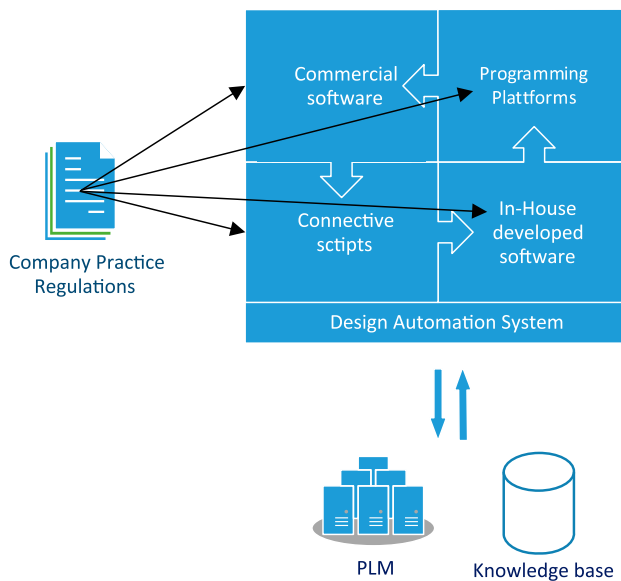 Commercial
software
Programming
Plattforms
Connective
sctipts
In-House
developed
software
Company Practice
Regulations
Design Automation System
PLM
Knowledge base